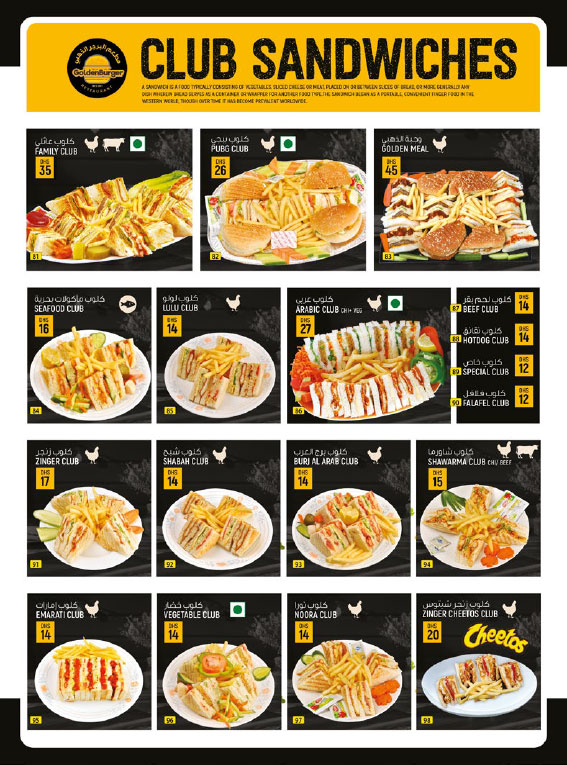 مطعم البرجر الذهبي
GoldenBurger
RESTAURANT
CLUB SANDWICHES
A SANDWICH IS A FOOD TYPICALLY CONSISTING OF VEGETABLES, SLICED CHEESE OR MEAT, PLACED ON OR BETWEEN SLICES OF BREAD, OR MORE GENERALLY ANY
DISH WHEREIN BREAD SERVES AS A CONTAINER OR WRAPPER FOR ANOTHER FOOD TYPE. THE SANDWICH BEGAN AS A PORTABLE, CONVENIENT FINGER FOOD IN THE
WESTERN WORLD, THOUGH OVER TIME IT HAS BECOME PREVALENT WORLDWIDE.
كلوب عائلي
FAMILY CLUB
DHS
35
81
كلوب ببجي
PUBG CLUB
DHS
26
82
وجبة الذهبي
GOLDEN MEAL
DHS
45
83
كلوب مأكولات بحرية
SEAFOOD CLUB
DHS
16
84
كلوب لولو
LULU CLUB
DHS
14
85
كلوب عربي
ARABIC CLUB CH/+ VEG
DHS
27
86
87
كلوب لحم بقر
BEEF CLUB
DHS
14
88
كلوب نقانق
HOTDOG CLUB
DHS
14
89
كلوب خاص
SPECIAL CLUB
DHS
12
90
كلوب فلافل
FALAFEL CLUB
DHS
12
كلوب زنجر
ZINGER CLUB
DHS
17
91
كلوب شبح
SHABAH CLUB
DHS
14
92
كلوب برج العرب
BURJ AL ARAB CLUB
DHS
14
93
كلوب شاورما
SHAWARMA CLUB CH/ BEEF
DHS
15
94
كلوب إمارات
EMARATI CLUB
DHS
14
95
كلوب خضار
VEGETABLE CLUB
DHS
14
96
كلوب نورا
NOORA CLUB
DHS
14
97
كلوب زنجر شيتوس
ZINGER CHEETOS CLUB
DHS
20
Cheetos
98